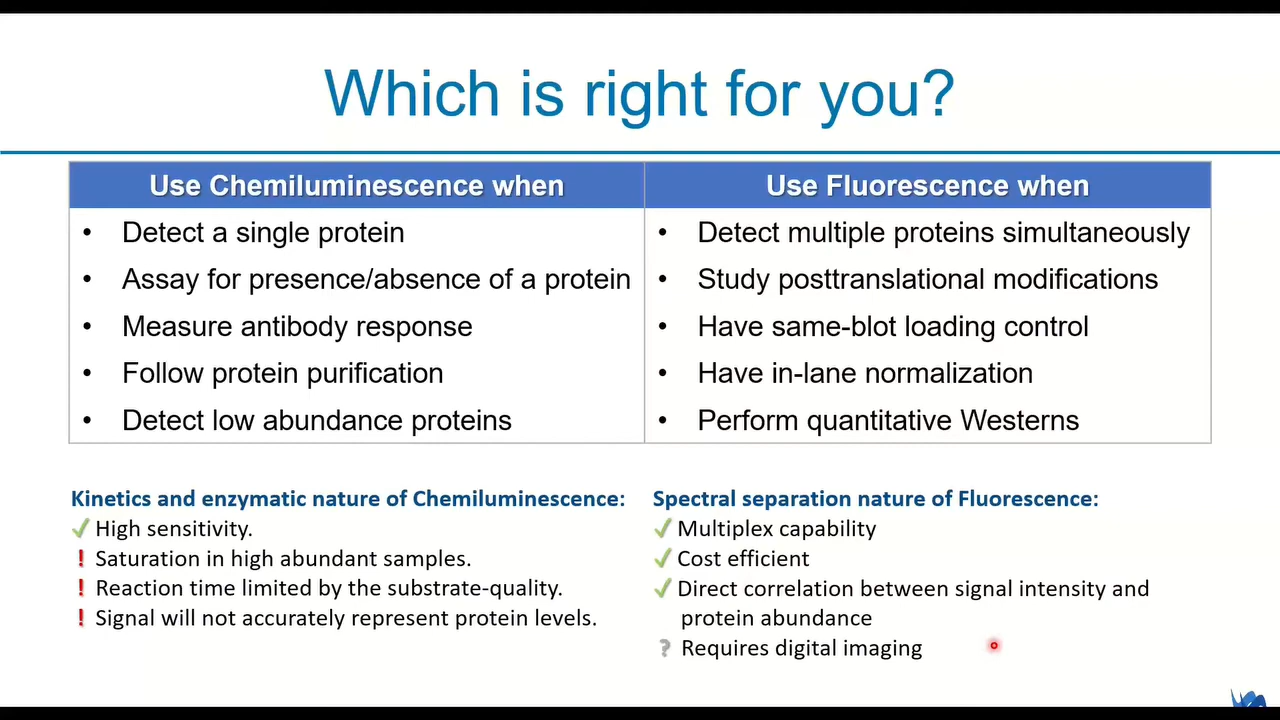 Which is right for you?
Use Chemiluminescence when
• Detect a single protein
• Assay for presence/absence of a protein
• Measure antibody response
• Follow protein purification
• Detect low abundance proteins
Use Fluorescence when
• Detect multiple proteins simultaneously
• Study posttranslational modifications
• Have same-blot loading control
• Have in-lane normalization
• Perform quantitative Westerns
Kinetics and enzymatic nature of Chemiluminescence:
✓ High sensitivity.
! Saturation in high abundant samples.
! Reaction time limited by the substrate-quality.
! Signal will not accurately represent protein levels.
Spectral separation nature of Fluorescence:
✓ Multiplex capability
✓ Cost efficient
✓ Direct correlation between signal intensity and
protein abundance
? Requires digital imaging